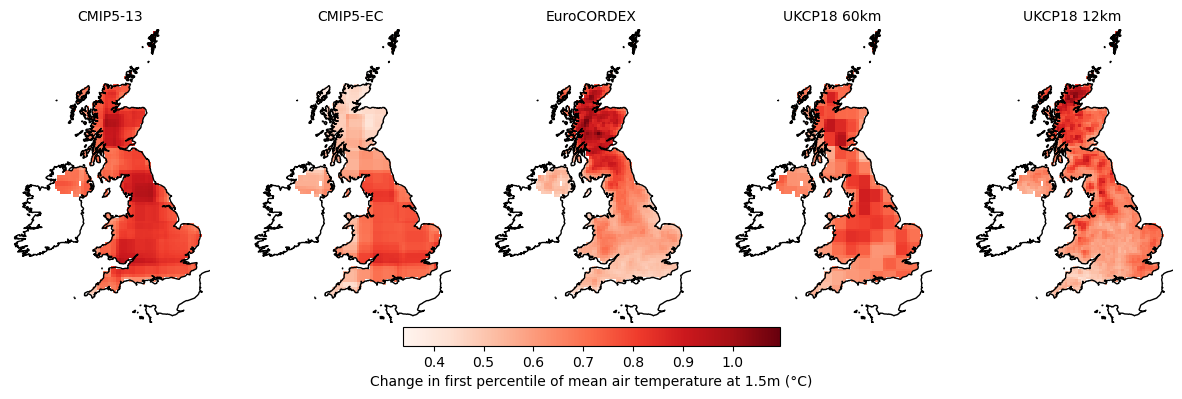 CMIP5-13
CMIP5-EC
EuroCORDEX
UKCP18 60km
UKCP18 12km
0.4 0.5 0.6 0.7 0.8 0.9 1.0
Change in first percentile of mean air temperature at 1.5m (°C)